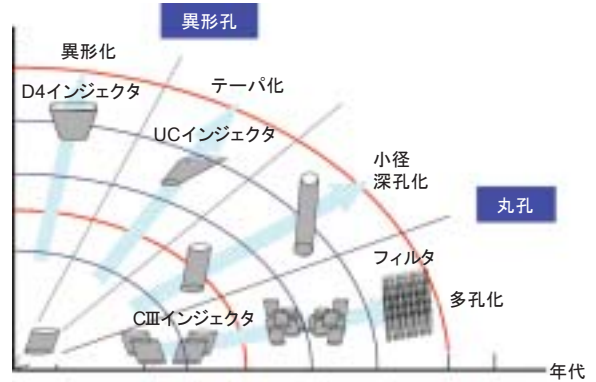 異形孔
異形化
D4インジェクタ
テーパ化
UCインジェクタ
小径
深孔化
丸孔
フィルタ
多孔化
CⅢインジェクタ
年代